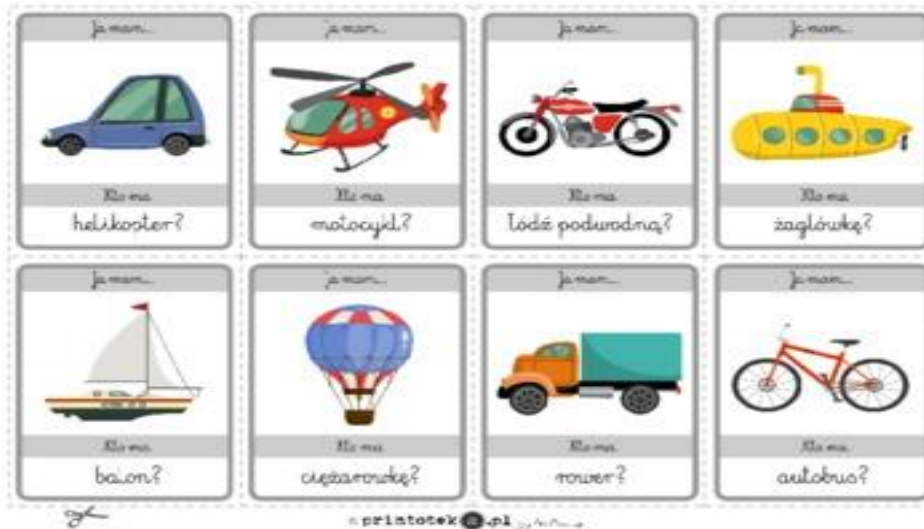 Ja mam...
Kto ma
helikopter?
Ja mam...
Kto ma
motocykl?
Ja mam...
Kto ma
łódź podwodną?
Ja mam...
Kto ma
żaglówkę?
Ja mam...
Kto ma
balon?
Ja mam...
Kto ma
ciężarówkę?
Ja mam...
Kto ma
rower?
Ja mam...
Kto ma
autobus?
printoteka.pl